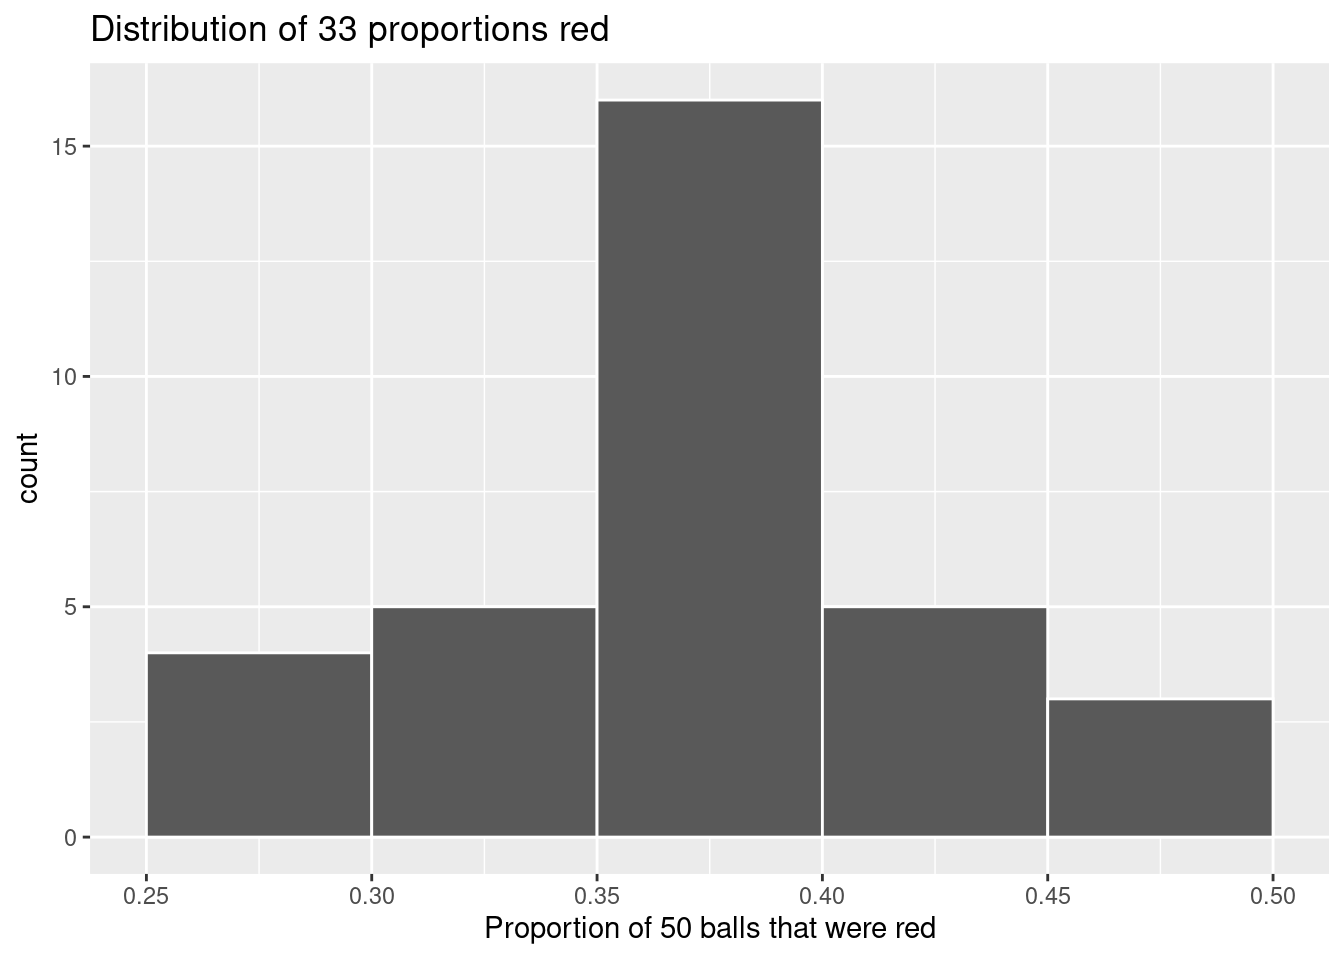 Distribution of 33 proportions red
15
10
5
0
count
0.25 0.30 0.35 0.40 0.45 0.50
Proportion of 50 balls that were red